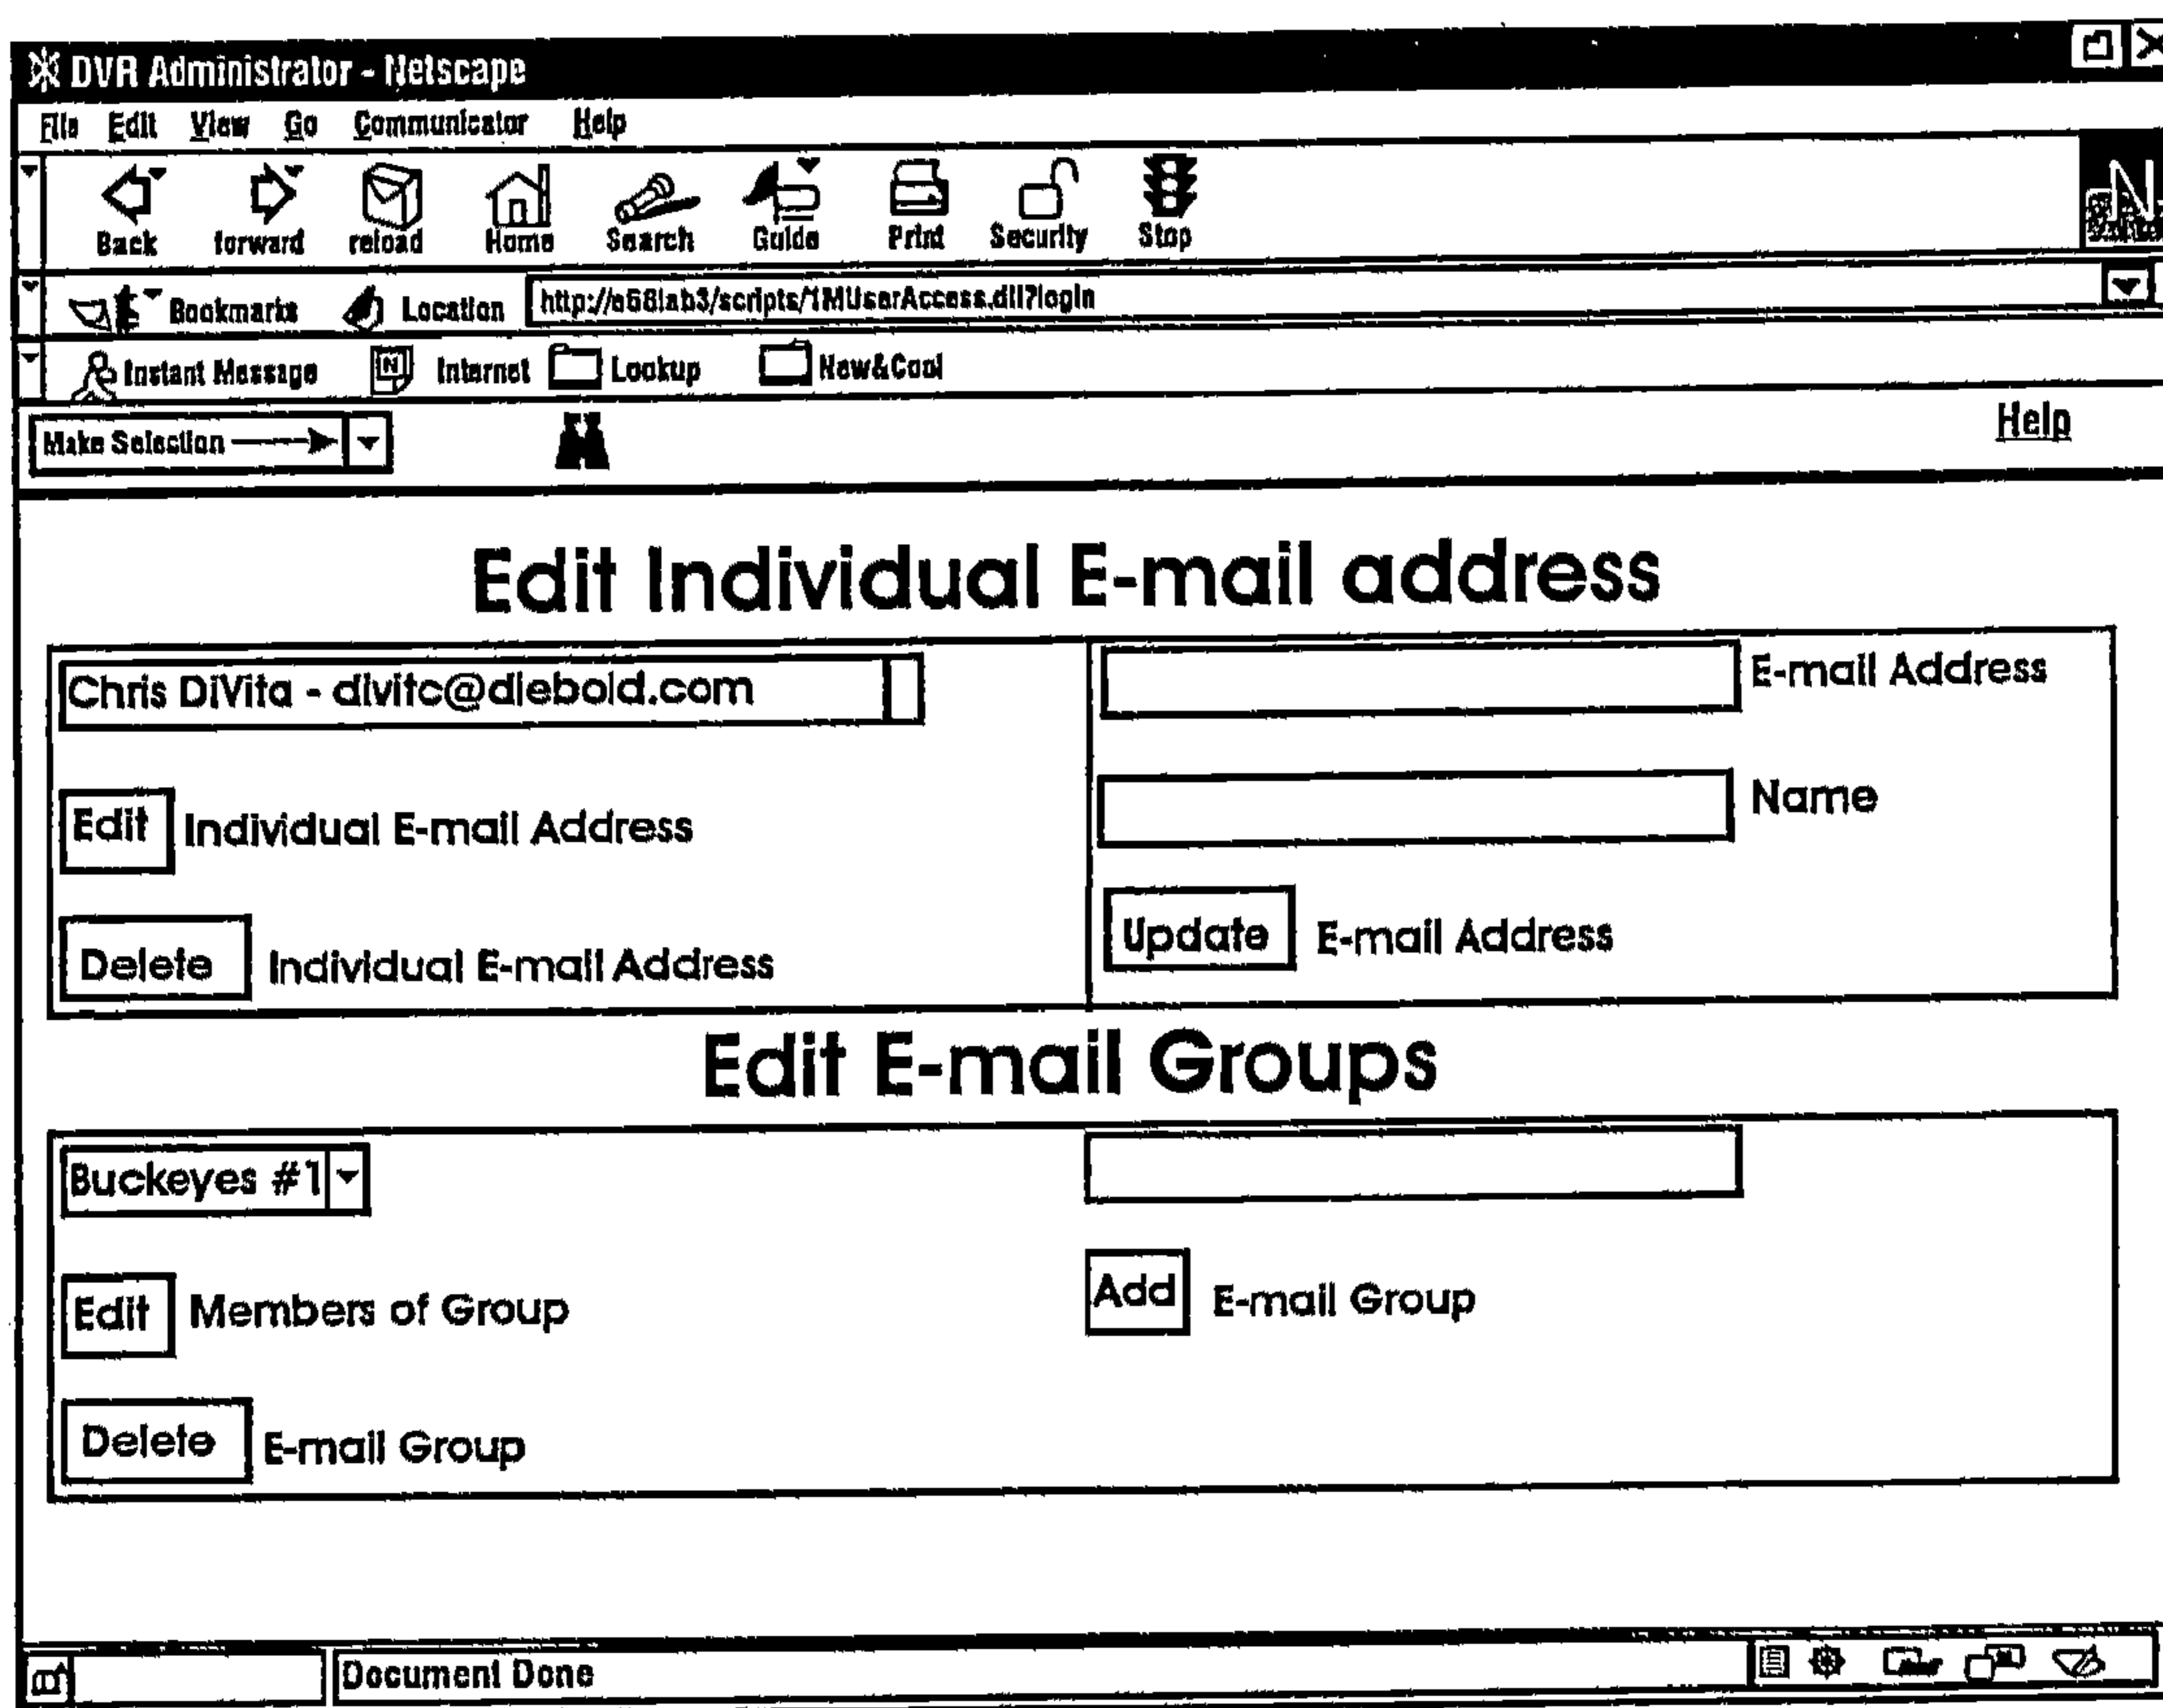 DVR Administrator - Netscape
File Edit View Go Communicator Help
Back forward reload Home Search Guide Print Security Stop
N
Bookmarks Location http://e68lab3/scripts/1MUserAccess.dll?login
Instant Message N Internet Lookup New&Cool
Make Selection
Help
Edit Individual E-mail address
Chris DiVita - divitc@diebold.com
E-mail Address
Name
Edit Individual E-mail Address
Update E-mail Address
Delete Individual E-mail Address
Edit E-mail Groups
Buckeyes #1
Edit Members of Group
Add E-mail Group
Delete E-mail Group
Document Done